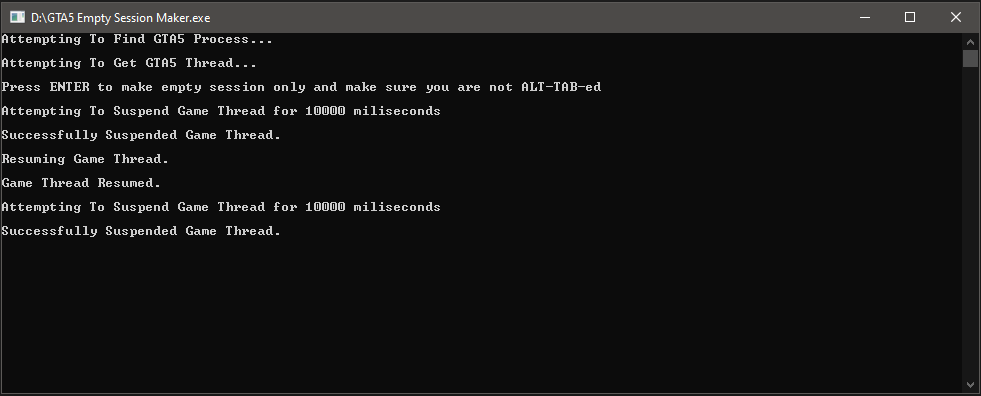 D:\GTA5 Empty Session Maker.exe
Attempting To Find GTA5 Process...
Attempting To Get GTA5 Thread...
Press ENTER to make empty session only and make sure you are not ALT-TAB-ed
Attempting To Suspend Game Thread for 10000 miliseconds
Successfully Suspended Game Thread.
Resuming Game Thread.
Game Thread Resumed.
Attempting To Suspend Game Thread for 10000 miliseconds
Successfully Suspended Game Thread.